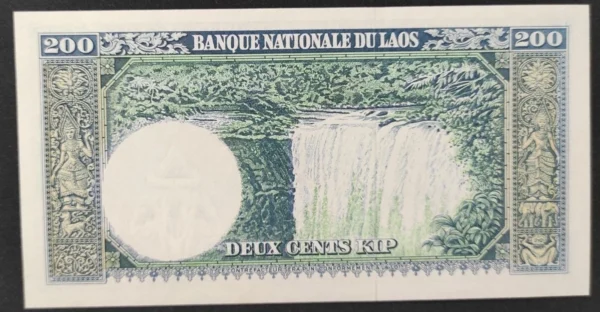 200 BANQUE NATIONALE DU LAOS 200
DEUX CENTS KIP